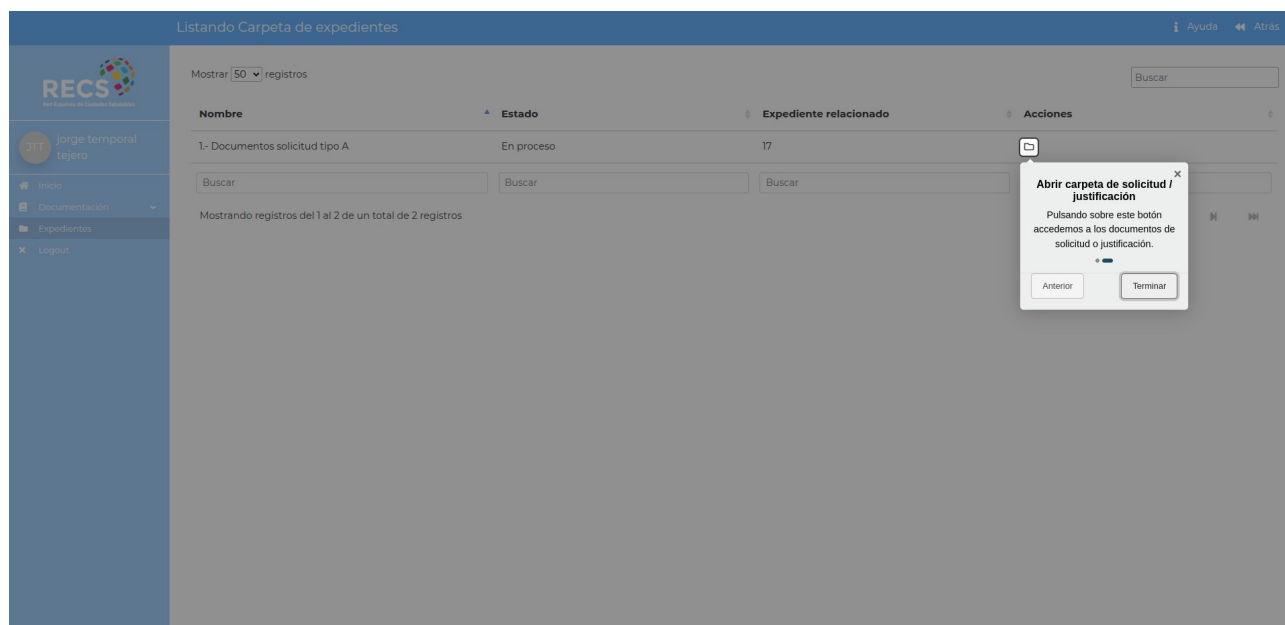 Listando Carpeta de expedientes
Ayuda
Atrás
RECS
Red Española de Ciudades Saludables
JTT
jorge temporal
tejero
Inicio
Documentación
Expedientes
Logout
Mostrar 50 registros
Buscar
Nombre Estado Expediente relacionado Acciones
1.- Documentos solicitud tipo A En proceso 17
Buscar Buscar Buscar
Mostrando registros del 1 al 2 de un total de 2 registros
×
Abrir carpeta de solicitud /
justificación
Pulsando sobre este botón
accedemos a los documentos de
solicitud o justificación.
Anterior Terminar